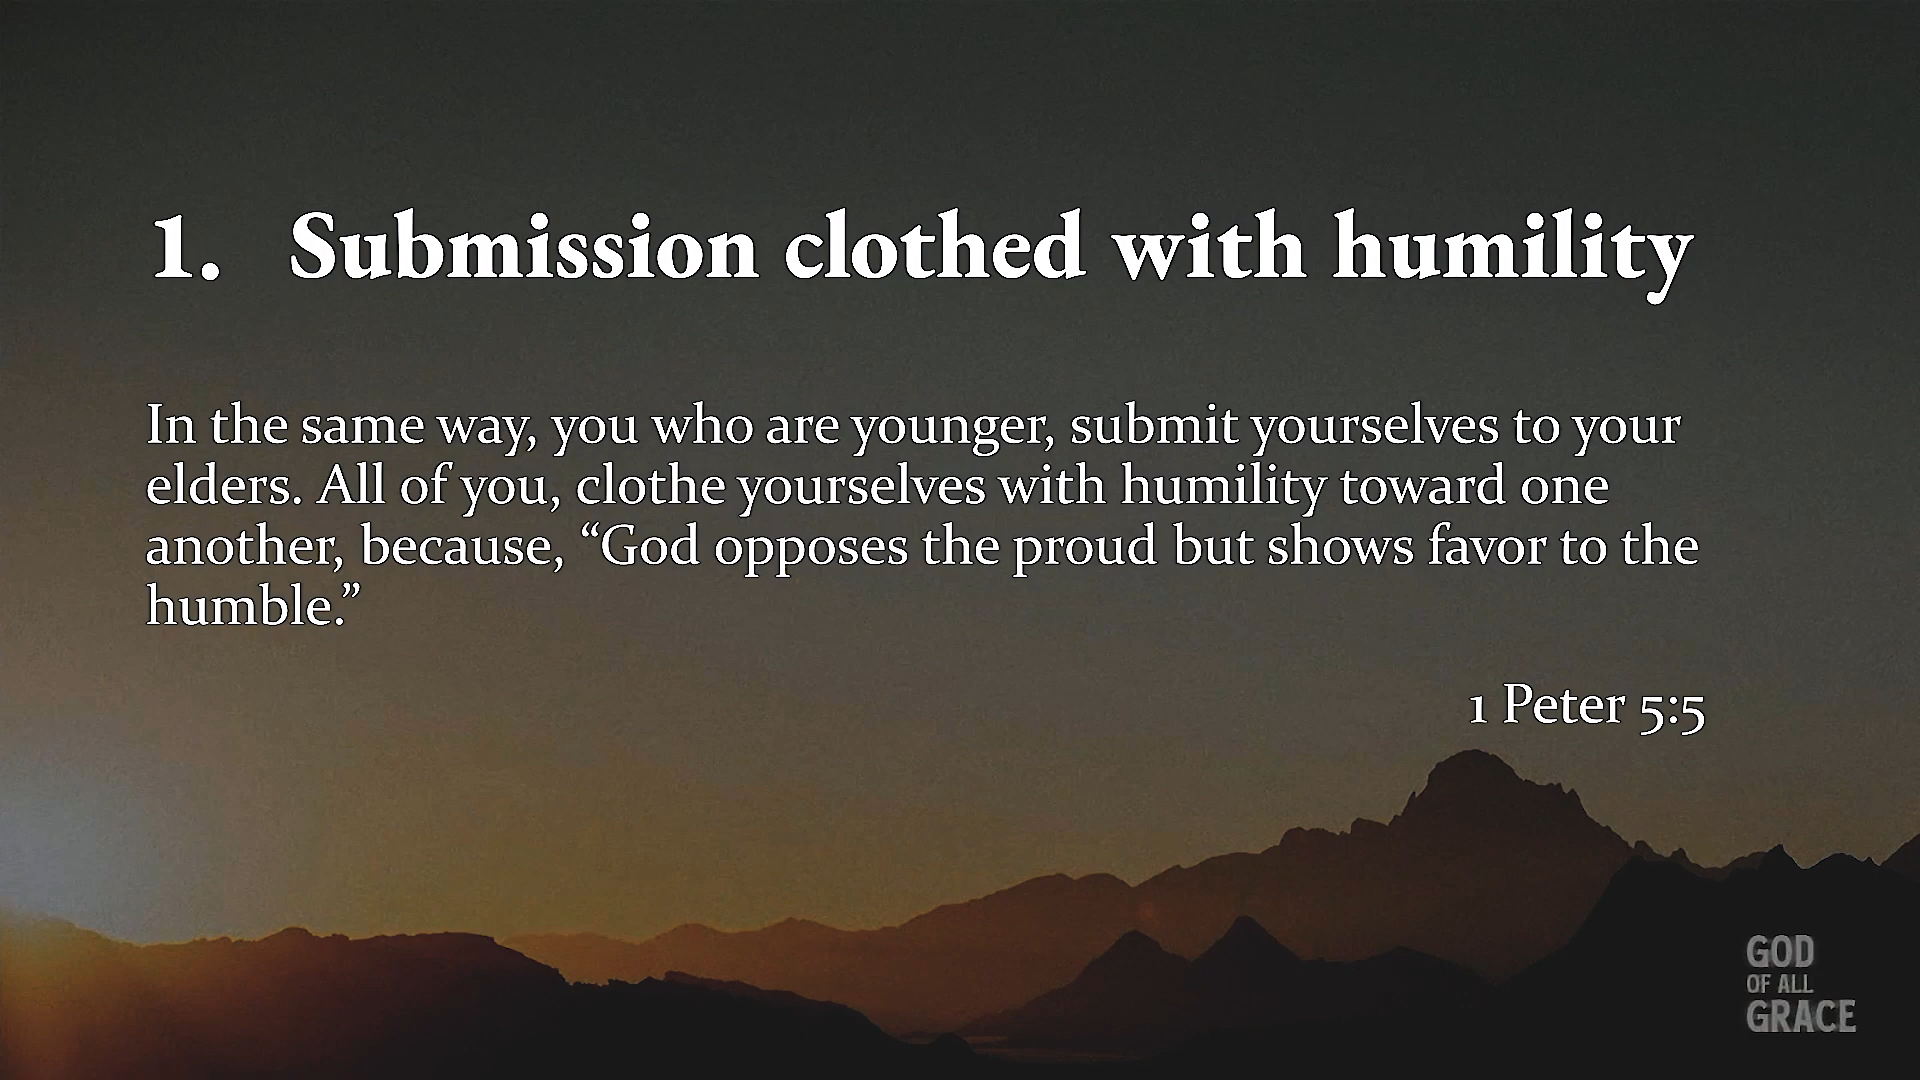 1. Submission clothed with humility
In the same way, you who are younger, submit yourselves to your
elders. All of you, clothe yourselves with humility toward one
another, because, “God opposes the proud but shows favor to the
humble.”
1 Peter 5:5
GOD
OF ALL
GRACE